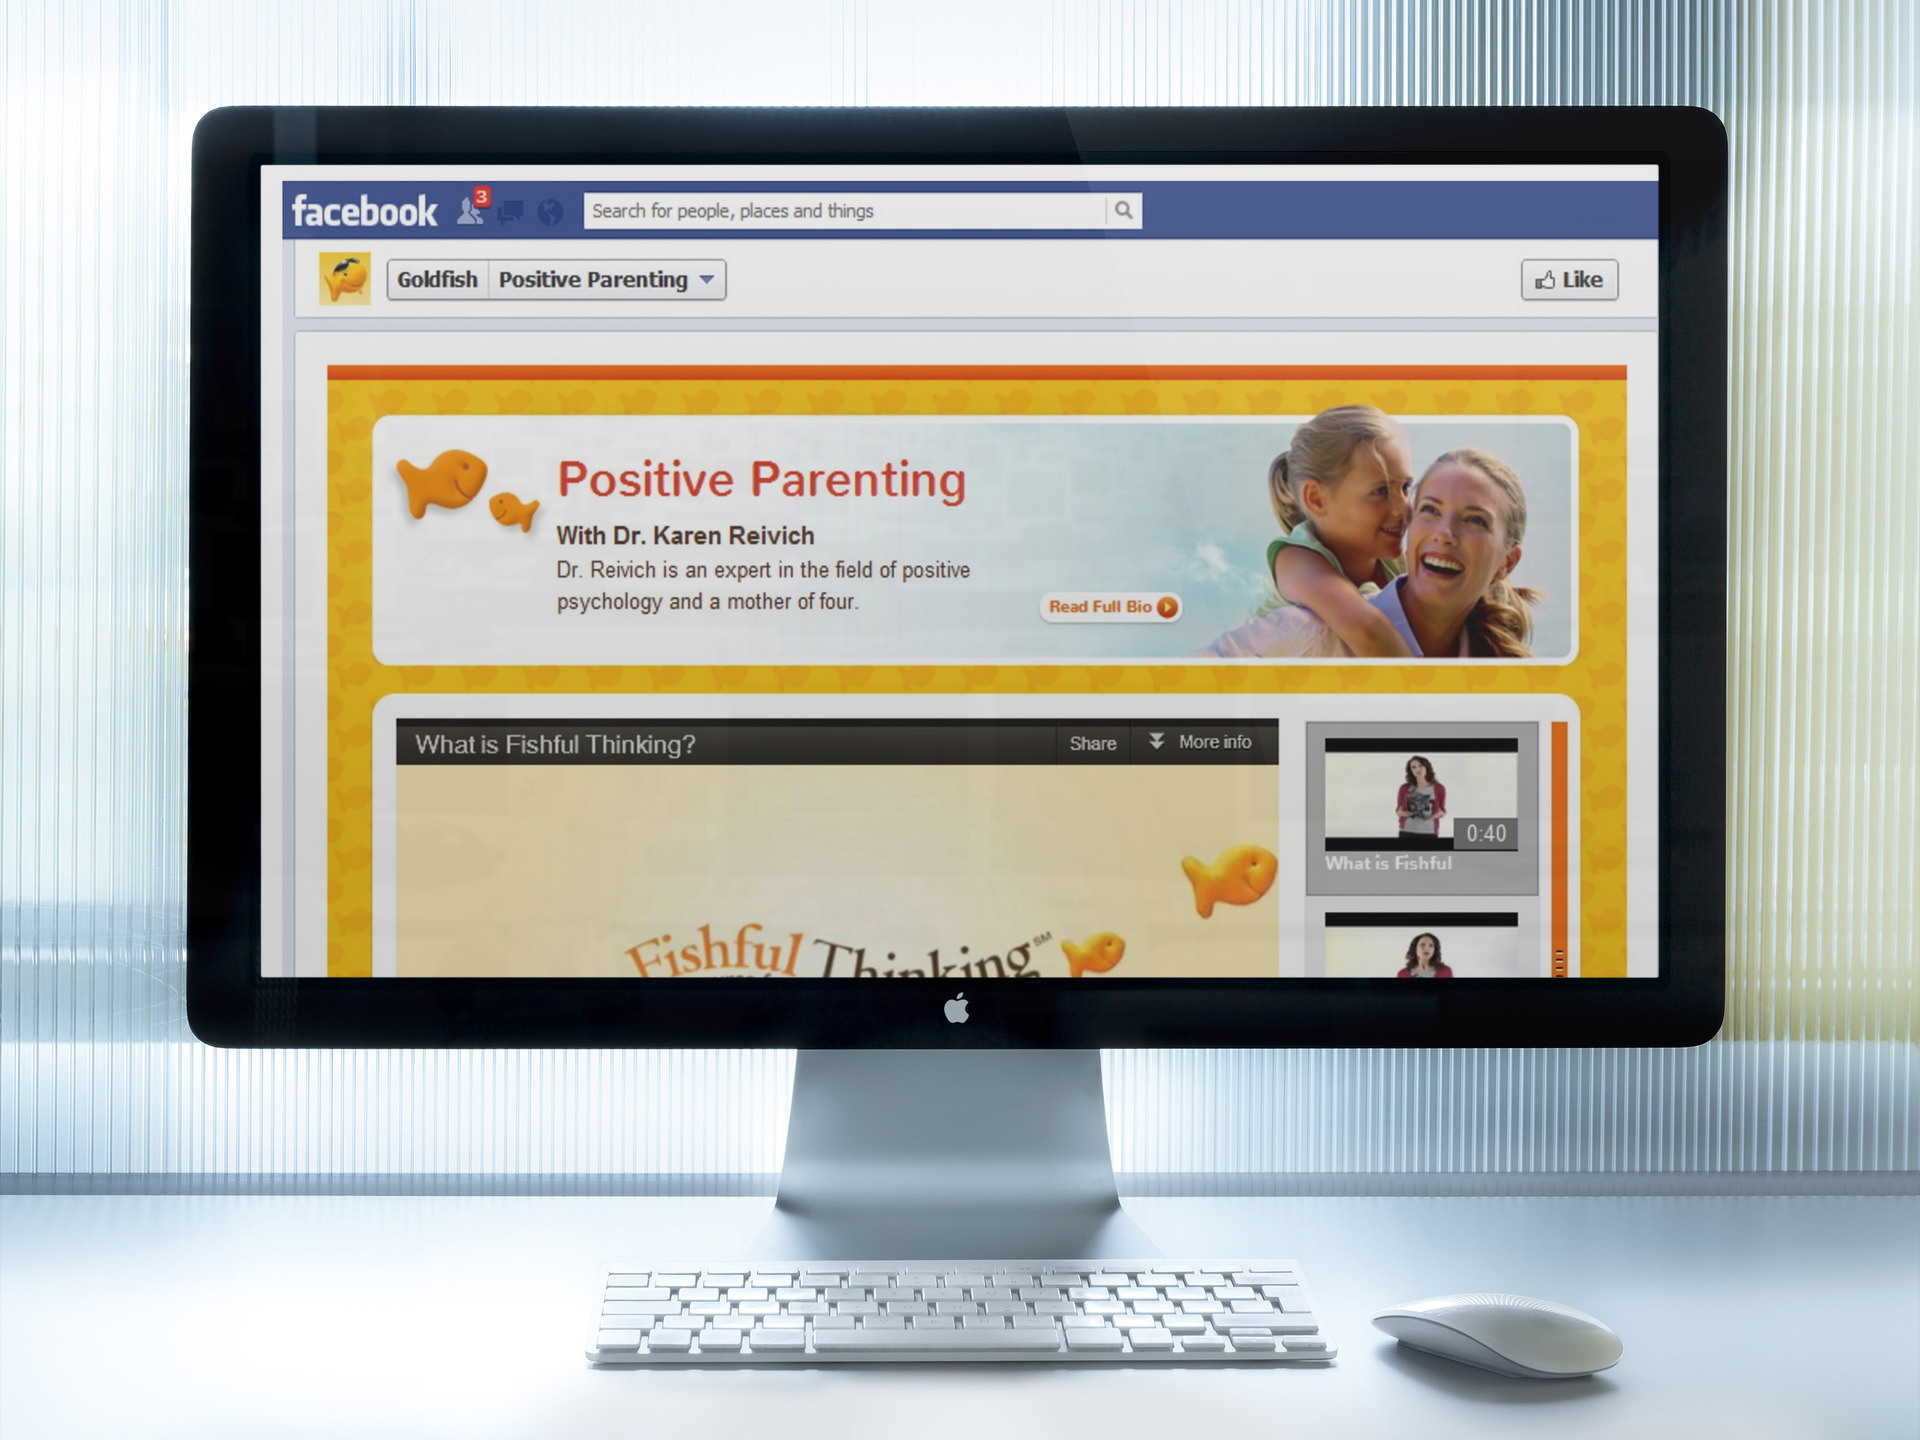 facebook
3
Search for people, places and things
Goldfish
Positive Parenting
Like
Positive Parenting
With Dr. Karen Reivich
Dr. Reivich is an expert in the field of positive
psychology and a mother of four.
Read Full Bio
What is Fishful Thinking?
Share
More info
0:40
What is Fishful
Fishful Thinking SM